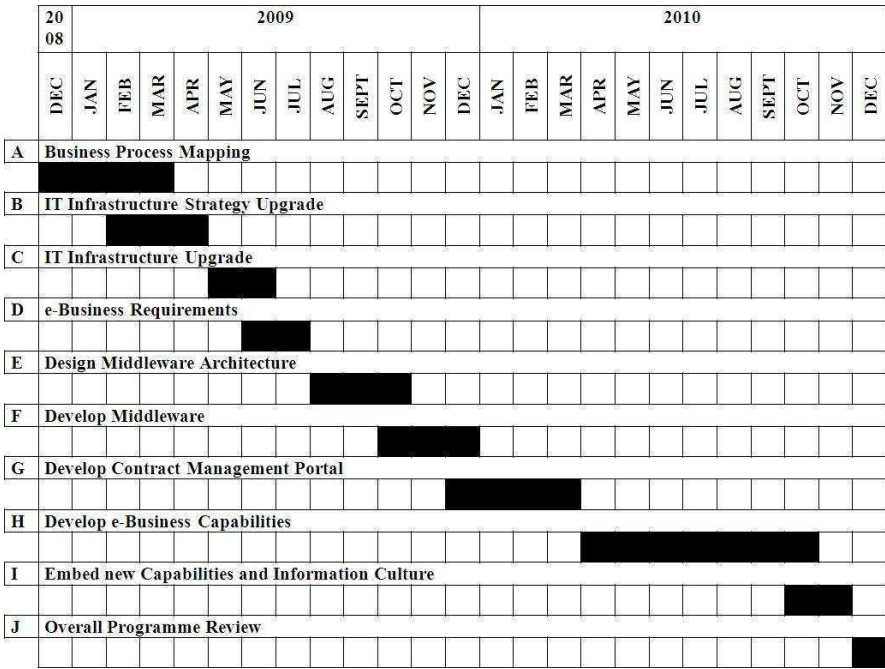 20
08
2009
2010
DEC JAN FEB MAR APR MAY JUN JUL AUG SEPT OCT NOV DEC JAN FEB MAR APR MAY JUN JUL AUG SEPT OCT NOV DEC
A Business Process Mapping
B IT Infrastructure Strategy Upgrade
C IT Infrastructure Upgrade
D e-Business Requirements
E Design Middleware Architecture
F Develop Middleware
G Develop Contract Management Portal
H Develop e-Business Capabilities
I Embed new Capabilities and Information Culture
J Overall Programme Review